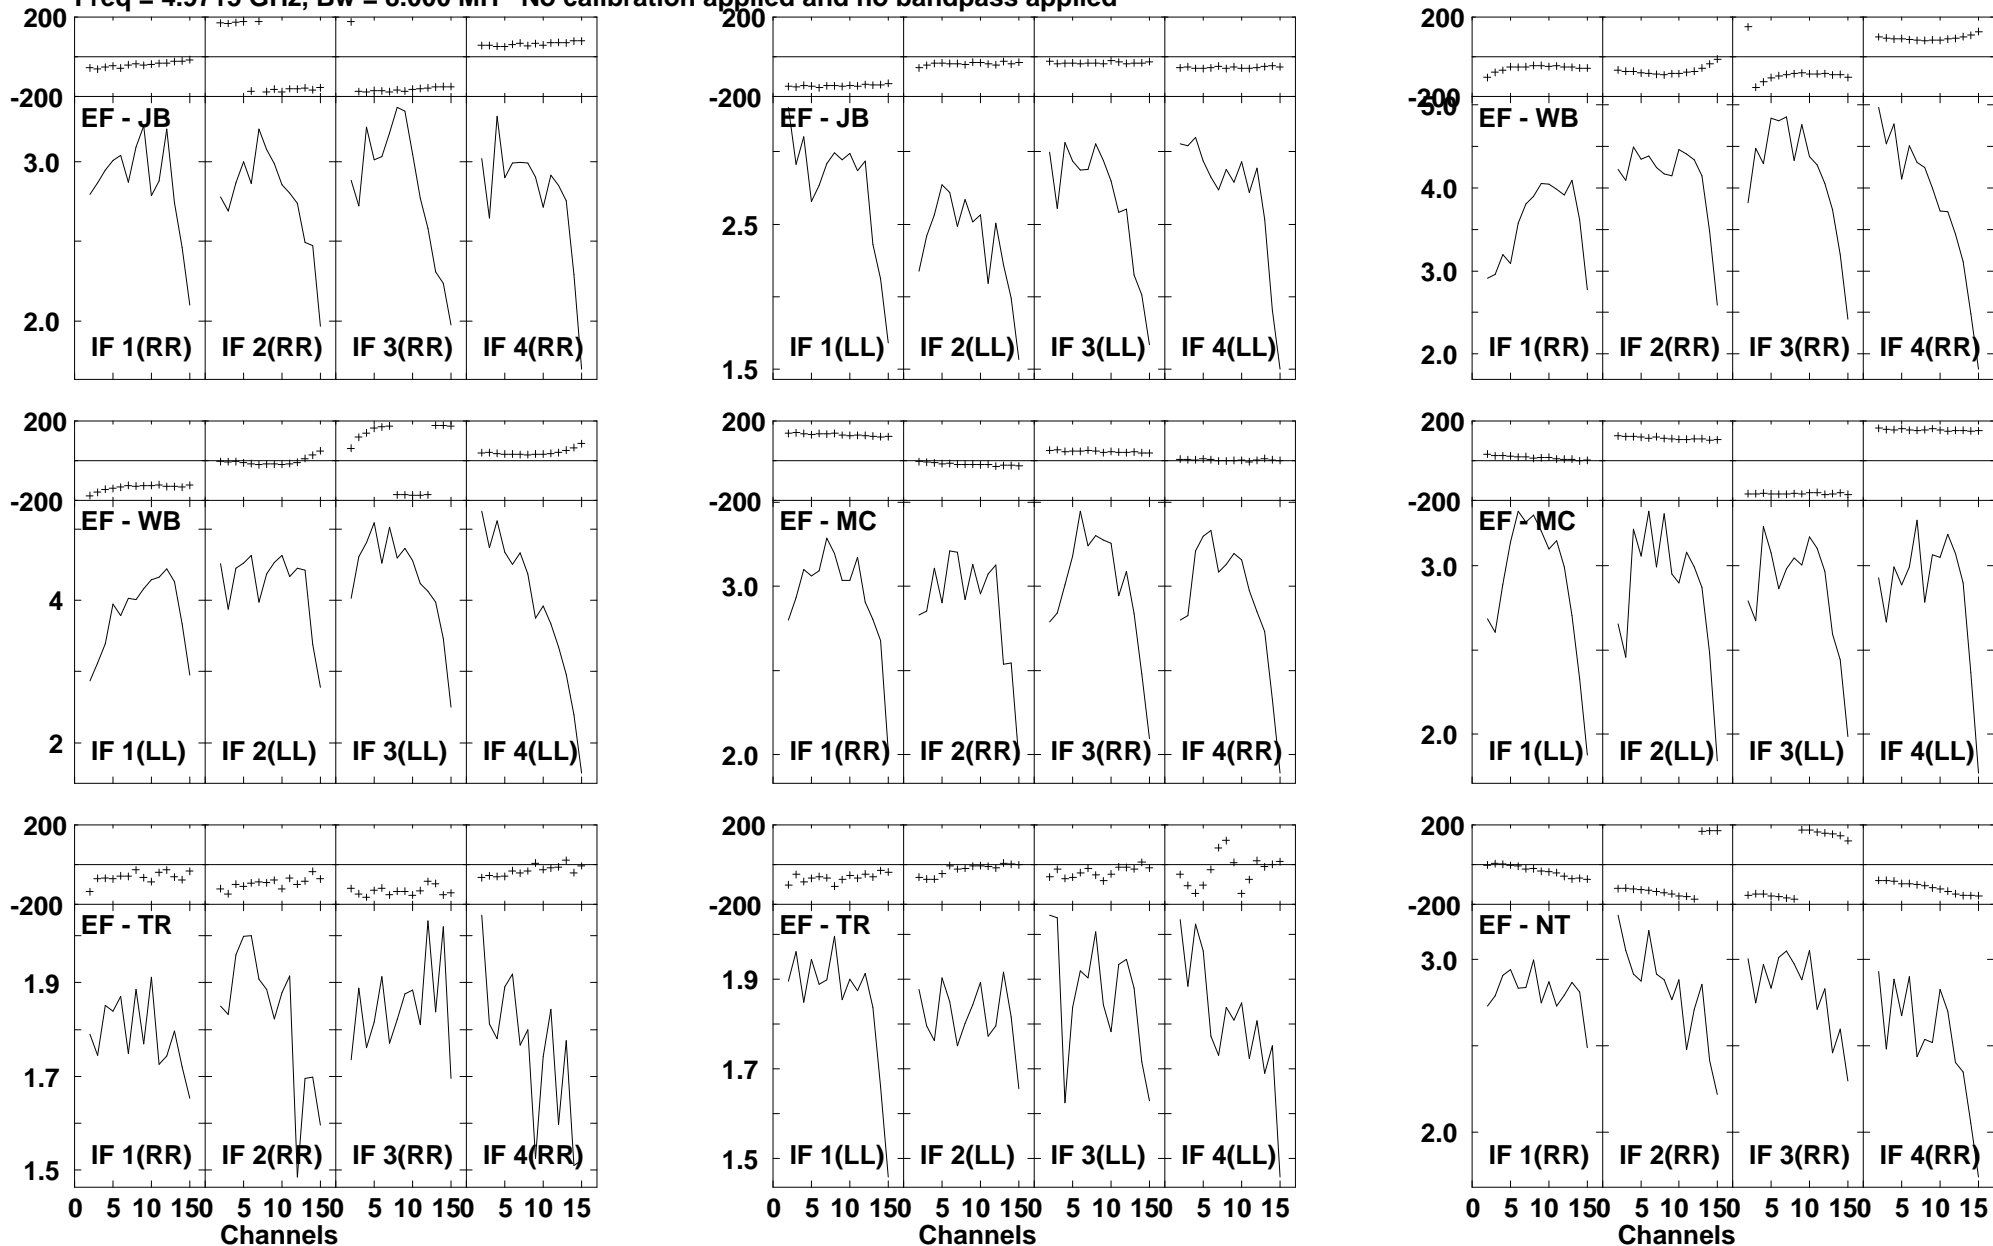 Freq = 4.9715 GHz, Bw = 8.000 MH No calibration applied and no bandpass applied
200
-200
EF - JB
3.0
2.0
IF 1(RR) IF 2(RR) IF 3(RR) IF 4(RR)
200
-200
EF - JB
2.5
1.5
IF 1(LL) IF 2(LL) IF 3(LL) IF 4(LL)
200
-200
5.0
EF - WB
4.0
3.0
2.0
IF 1(RR) IF 2(RR) IF 3(RR) IF 4(RR)
200
-200
EF - WB
4
2
IF 1(LL) IF 2(LL) IF 3(LL) IF 4(LL)
200
-200
EF - MC
3.0
2.0
IF 1(RR) IF 2(RR) IF 3(RR) IF 4(RR)
200
-200
EF - MC
3.0
2.0
IF 1(LL) IF 2(LL) IF 3(LL) IF 4(LL)
200
-200
EF - TR
1.9
1.7
1.5
IF 1(RR) IF 2(RR) IF 3(RR) IF 4(RR)
0 5 10 150 5 10 150 5 10 150 5 10 15
Channels
200
-200
EF - TR
1.9
1.7
1.5
IF 1(LL) IF 2(LL) IF 3(LL) IF 4(LL)
0 5 10 150 5 10 150 5 10 150 5 10 15
Channels
200
-200
EF - NT
3.0
2.0
IF 1(RR) IF 2(RR) IF 3(RR) IF 4(RR)
0 5 10 150 5 10 150 5 10 150 5 10 15
Channels